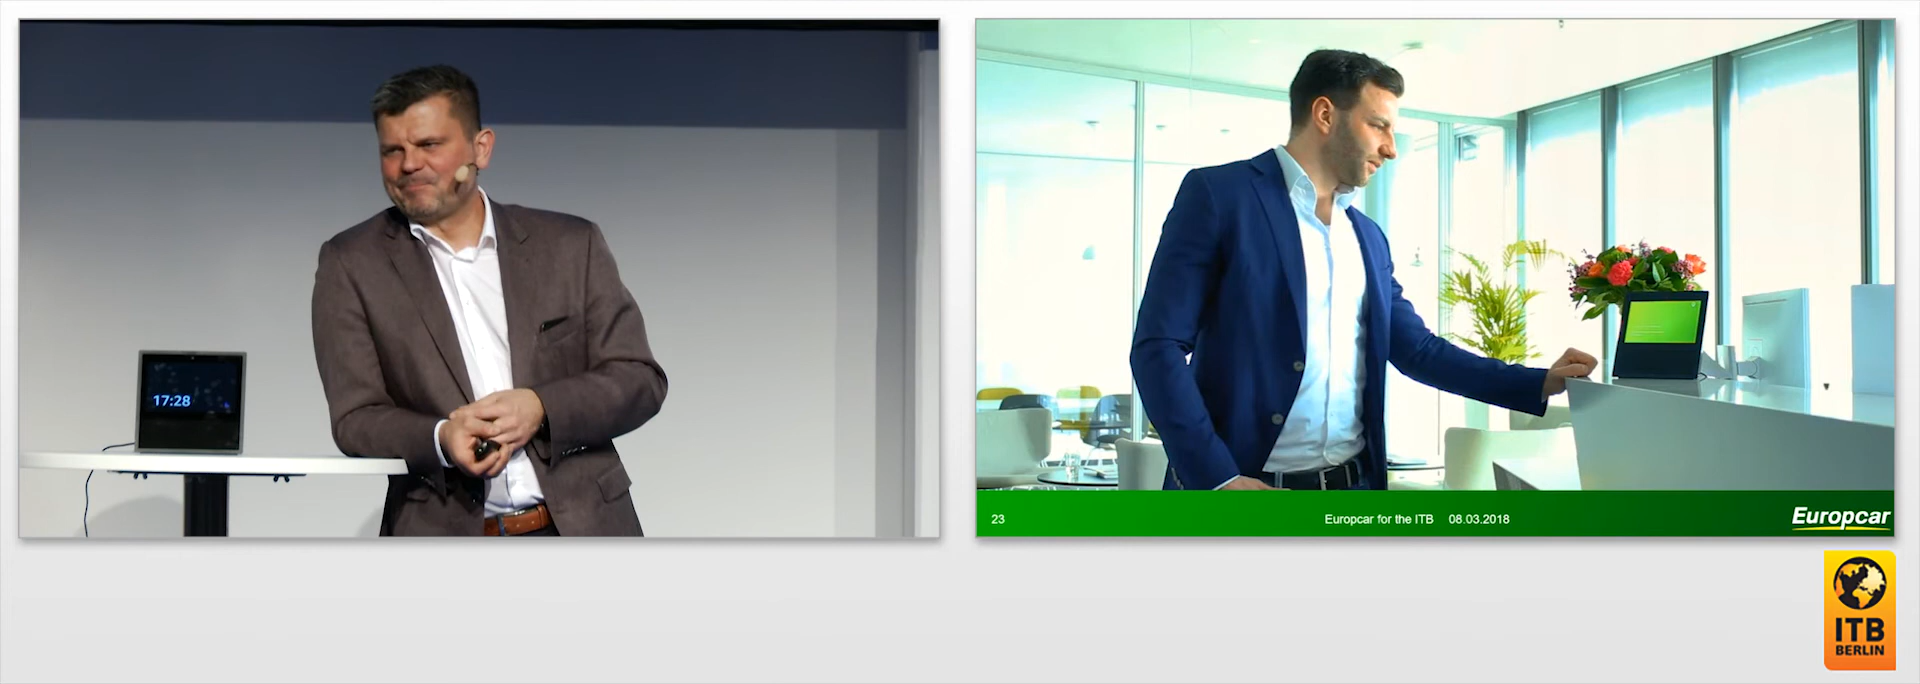 17:28
23
Europcar for the ITB 08.03.2018
Europcar
ITB
BERLIN